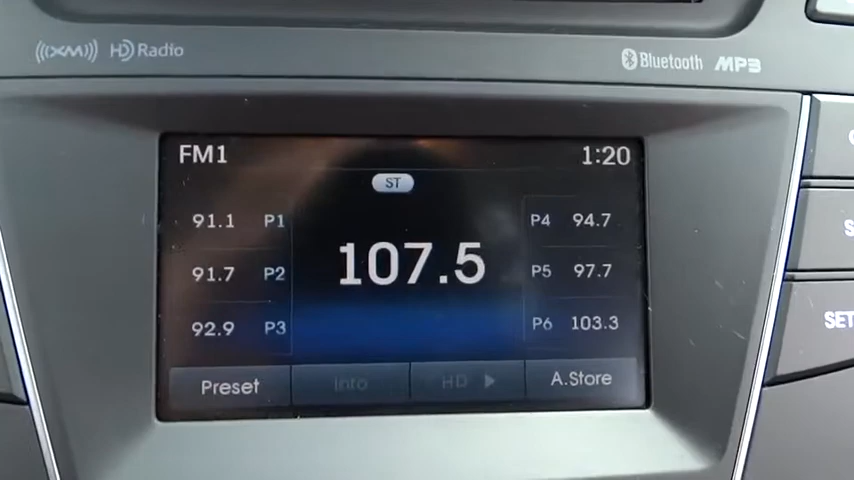 XM HD Radio
Bluetooth MP3
FM1 1:20
ST
91.1 P1
91.7 P2
92.9 P3
107.5
P4 94.7
P5 97.7
P6 103.3
Preset Info HD A.Store
SET